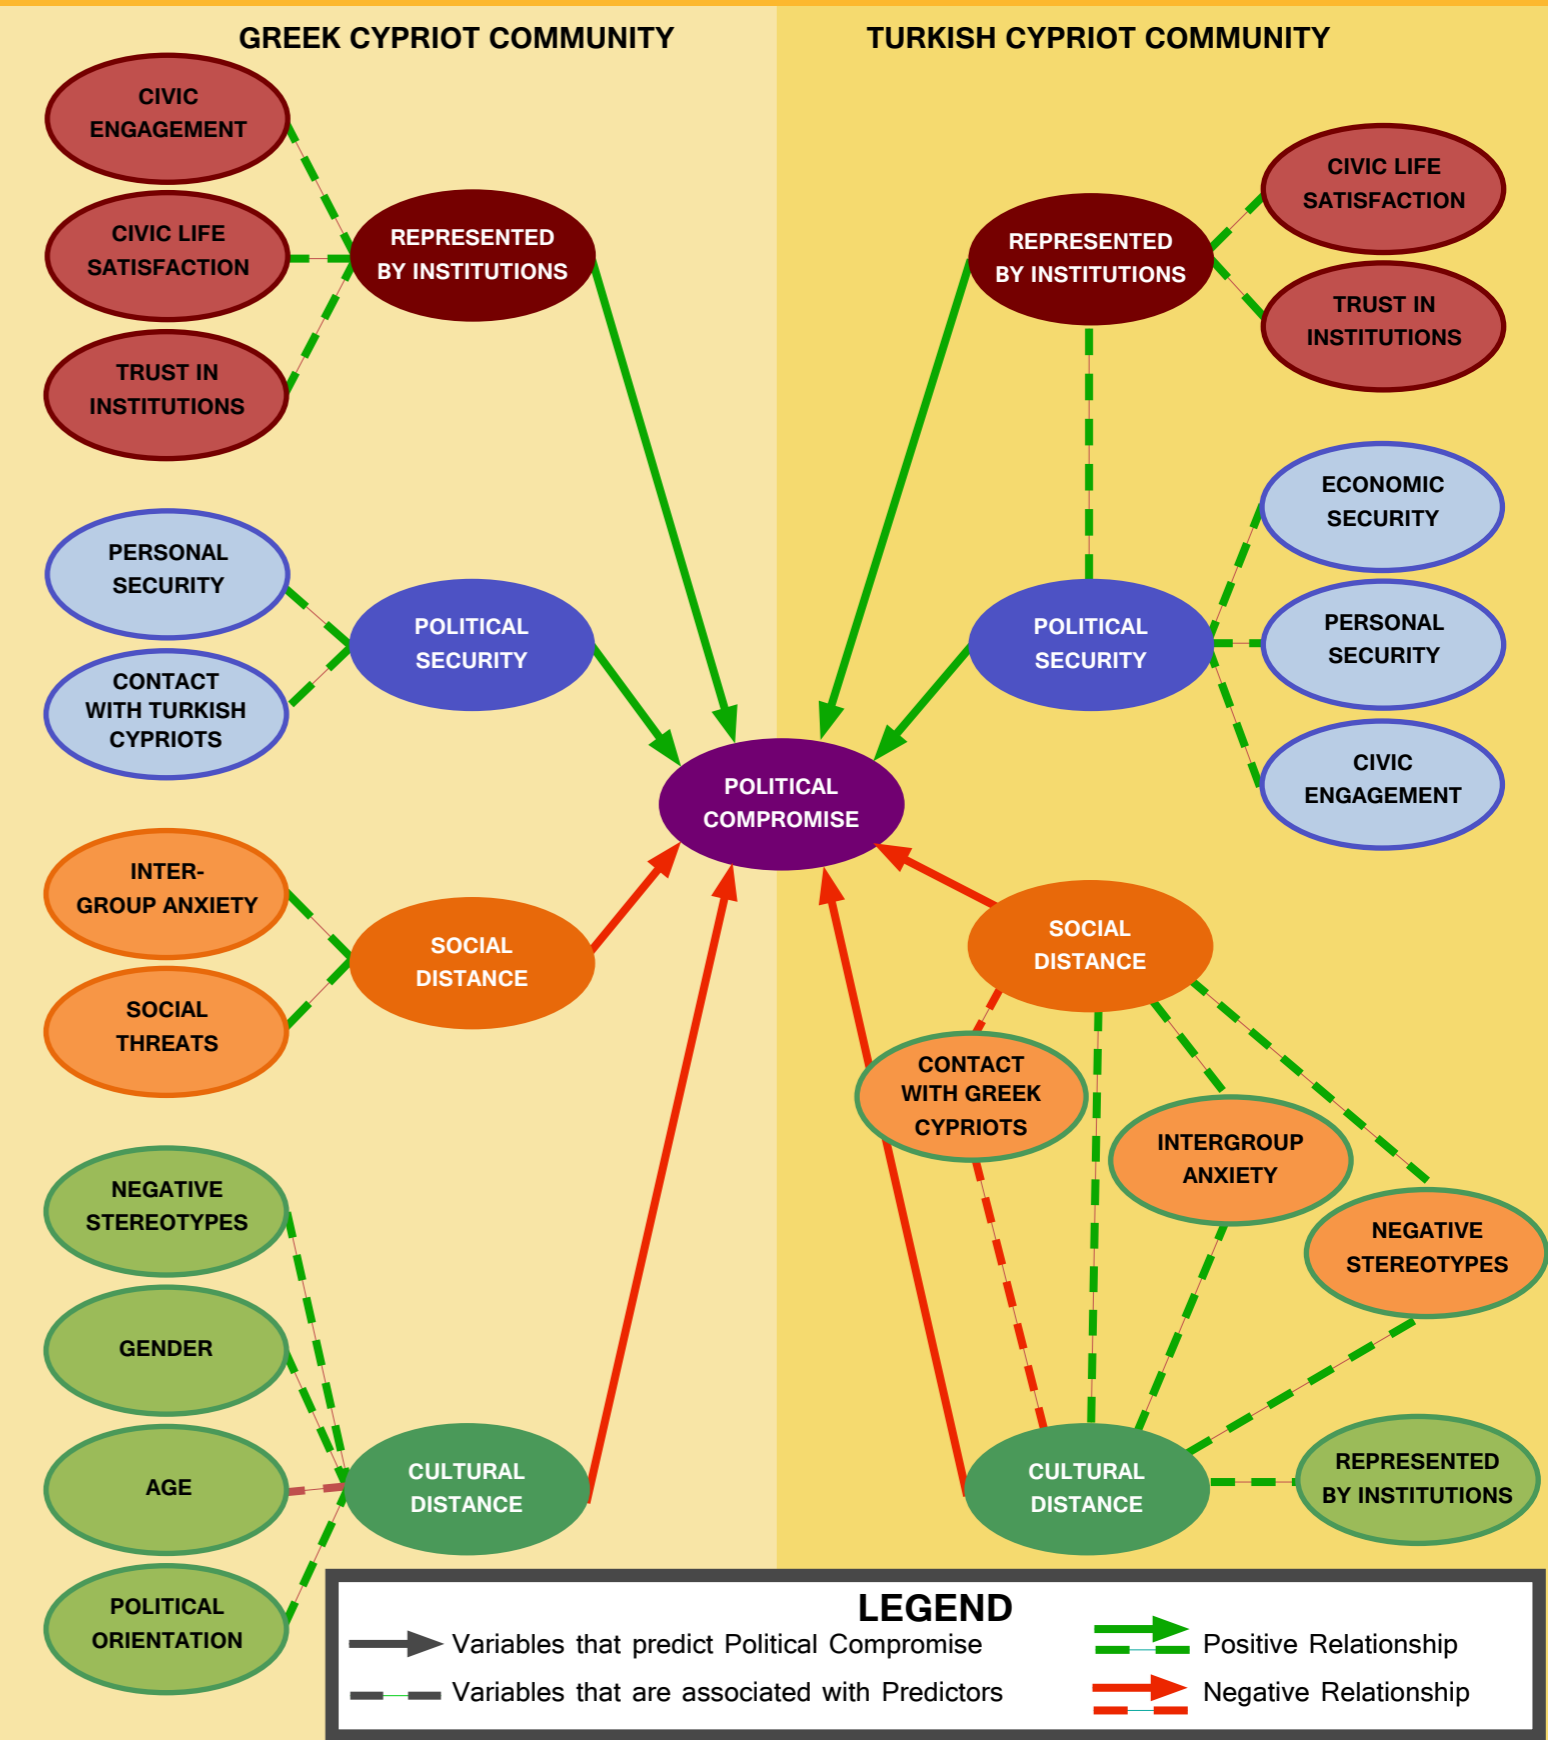 GREEK CYPRIOT COMMUNITY
CIVIC
ENGAGEMENT
CIVIC LIFE
SATISFACTION
TRUST IN
INSTITUTIONS
REPRESENTED
BY INSTITUTIONS
PERSONAL
SECURITY
CONTACT
WITH TURKISH
CYPRIOTS
POLITICAL
SECURITY
INTER-
GROUP ANXIETY
SOCIAL
THREATS
SOCIAL
DISTANCE
NEGATIVE
STEREOTYPES
GENDER
AGE
POLITICAL
ORIENTATION
CULTURAL
DISTANCE
POLITICAL
COMPROMISE
TURKISH CYPRIOT COMMUNITY
REPRESENTED
BY INSTITUTIONS
CIVIC LIFE
SATISFACTION
TRUST IN
INSTITUTIONS
POLITICAL
SECURITY
ECONOMIC
SECURITY
PERSONAL
SECURITY
CIVIC
ENGAGEMENT
SOCIAL
DISTANCE
CONTACT
WITH GREEK
CYPRIOTS
INTERGROUP
ANXIETY
NEGATIVE
STEREOTYPES
CULTURAL
DISTANCE
REPRESENTED
BY INSTITUTIONS
LEGEND
Variables that predict Political Compromise
Variables that are associated with Predictors
Positive Relationship
Negative Relationship